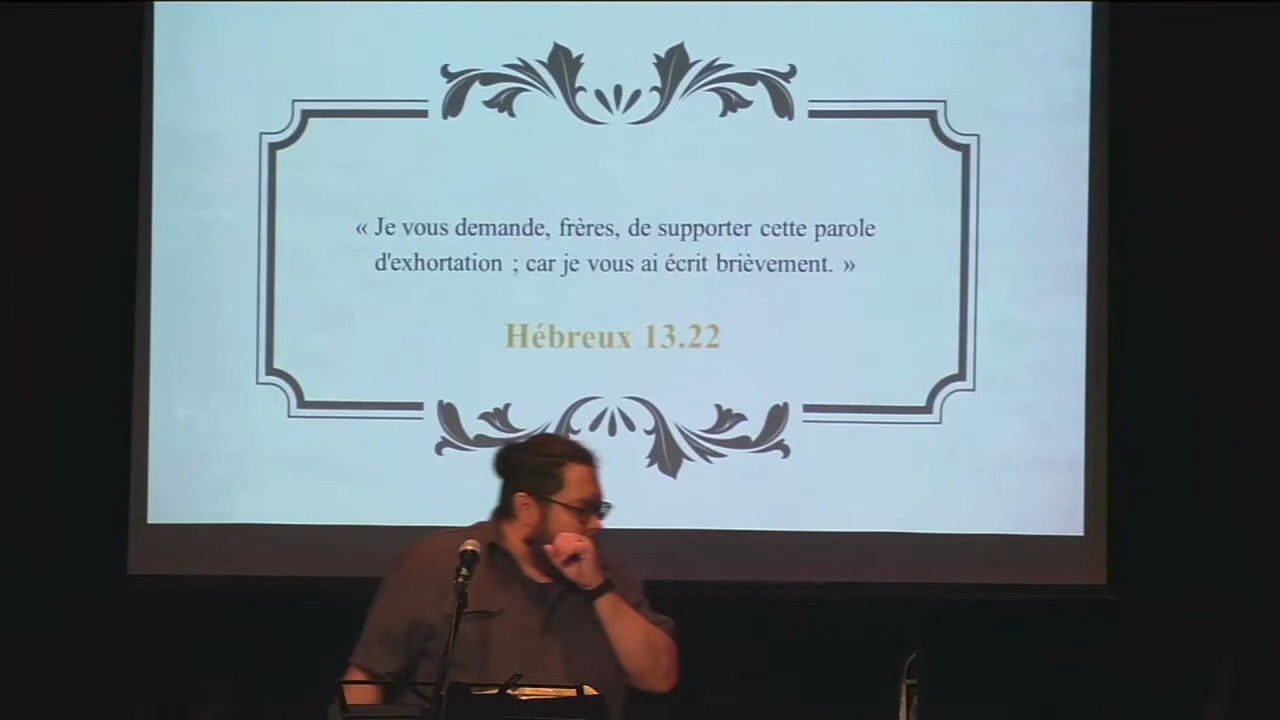 « Je vous demande, frères, de supporter cette parole
d'exhortation ; car je vous ai écrit brièvement. »
Hébreux 13.22